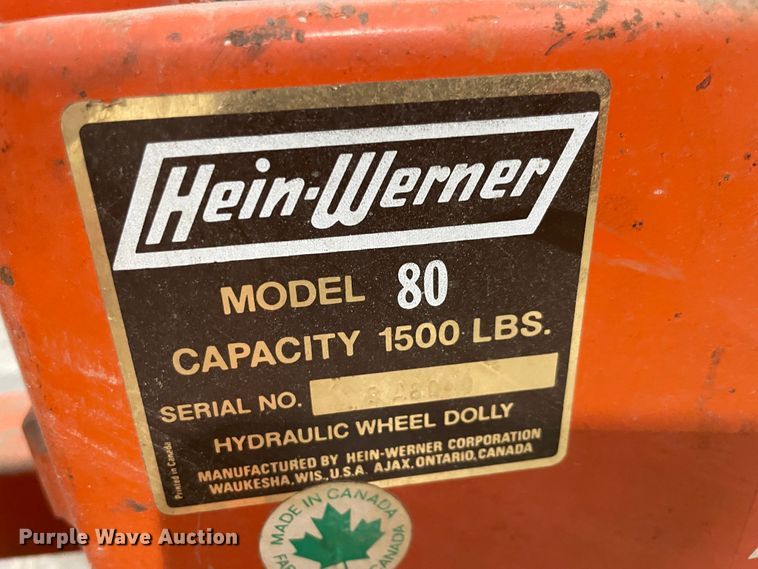 Hein-Werner
MODEL 80
CAPACITY 1500 LBS.
SERIAL NO.
HYDRAULIC WHEEL DOLLY
MANUFACTURED BY HEIN-WERNER CORPORATION
WAUKESHA, WIS., U.S.A. AJAX, ONTARIO, CANADA
Printed in Canada
MADE IN CANADA
CANADA
Purple Wave Auction